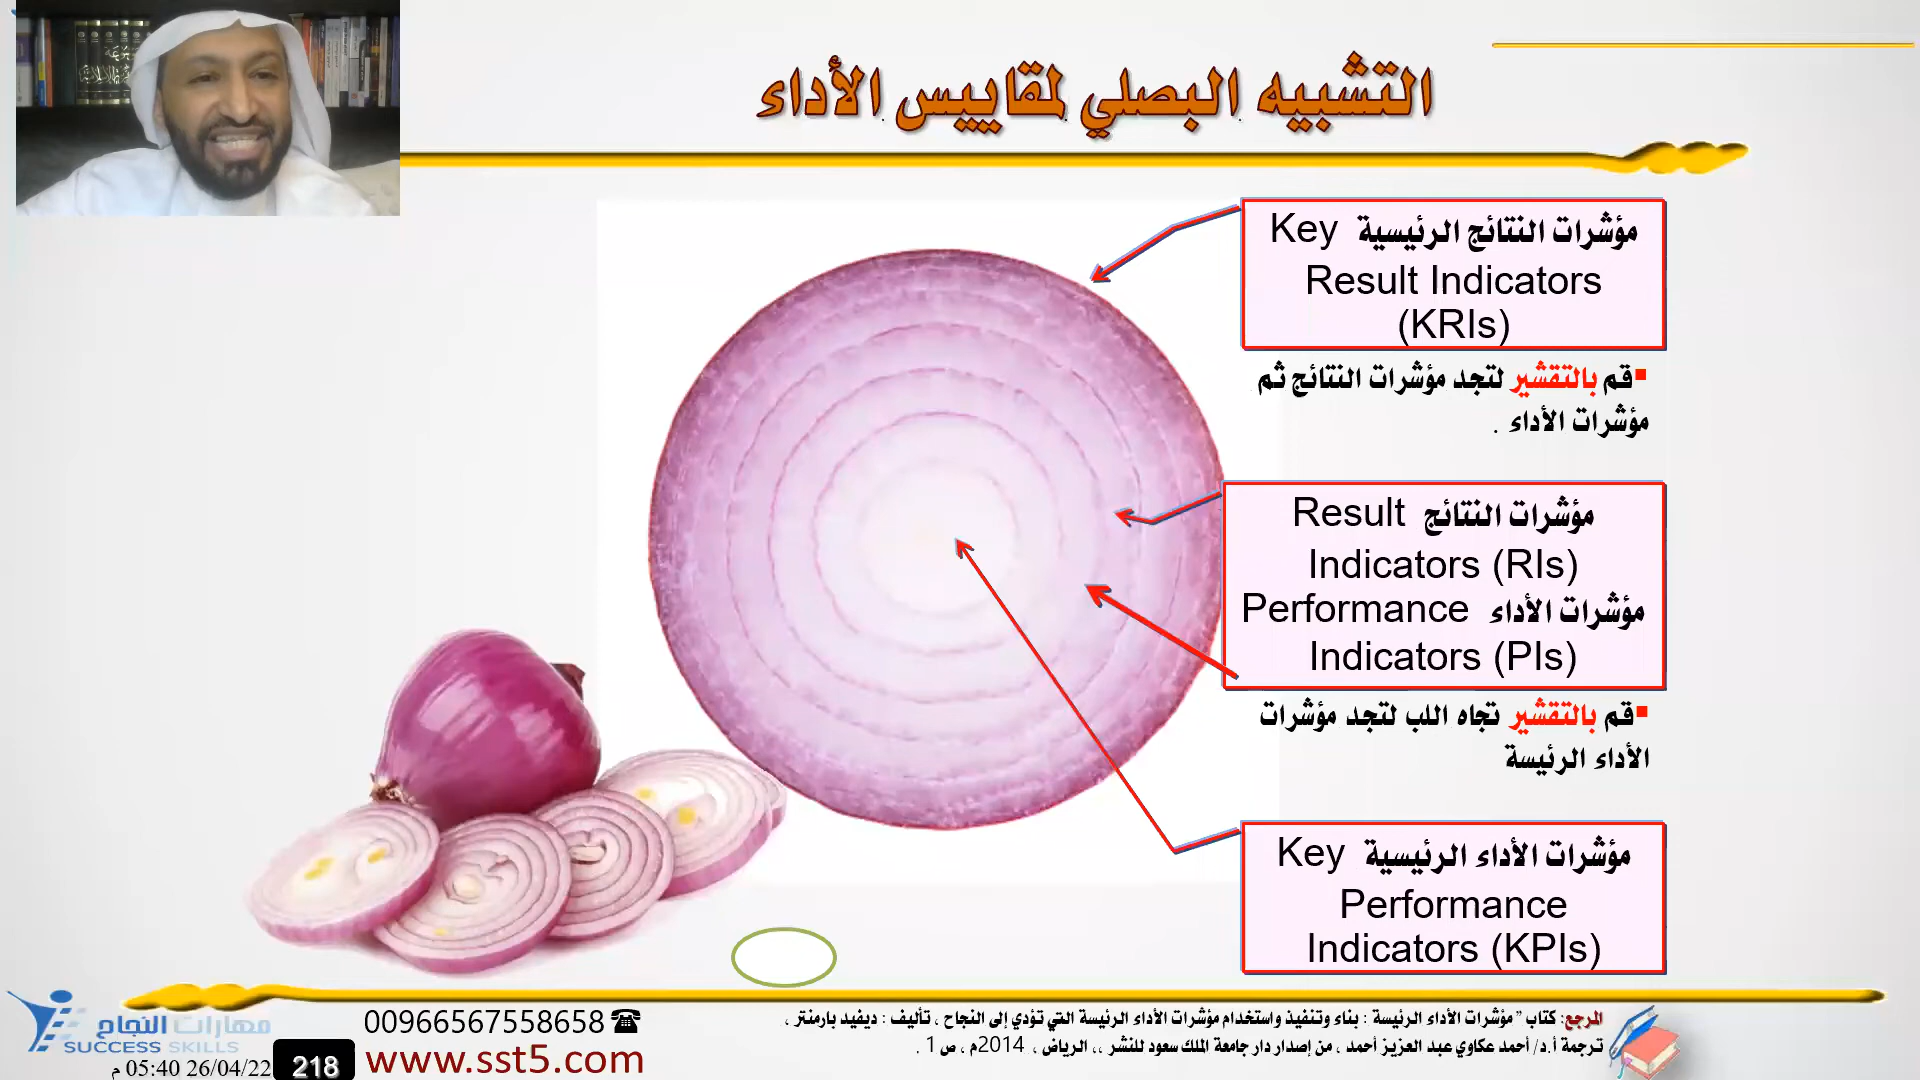 التشبيه البصلي لمقاييس الأداء
مؤشرات النتائج الرئيسية Key
Result Indicators
(KRIs)
قم بالتقشير لتجد مؤشرات النتائج ثم
مؤشرات الأداء .
مؤشرات النتائج Result
Indicators (RIs)
مؤشرات الأداء Performance
Indicators (PIs)
قم بالتقشير تجاه اللب لتجد مؤشرات
الأداء الرئيسة
مؤشرات الأداء الرئيسية Key
Performance
Indicators (KPIs)
المرجع: كتاب " مؤشرات الأداء الرئيسة : بناء وتنفيذ واستخدام مؤشرات الأداء الرئيسة التي تؤدي إلى النجاح ، تأليف : ديفيد بارمنتر ،
ترجمة أ.د/ أحمد عكاوي عبد العزيز أحمد ، من إصدار دار جامعة الملك سعود للنشر ،، الرياض ، 2014م ، ص 1 .
00966567558658
www.sst5.com
مهارات النجاح
SUCCESS SKILLS
26/04/22 05:40 م
218